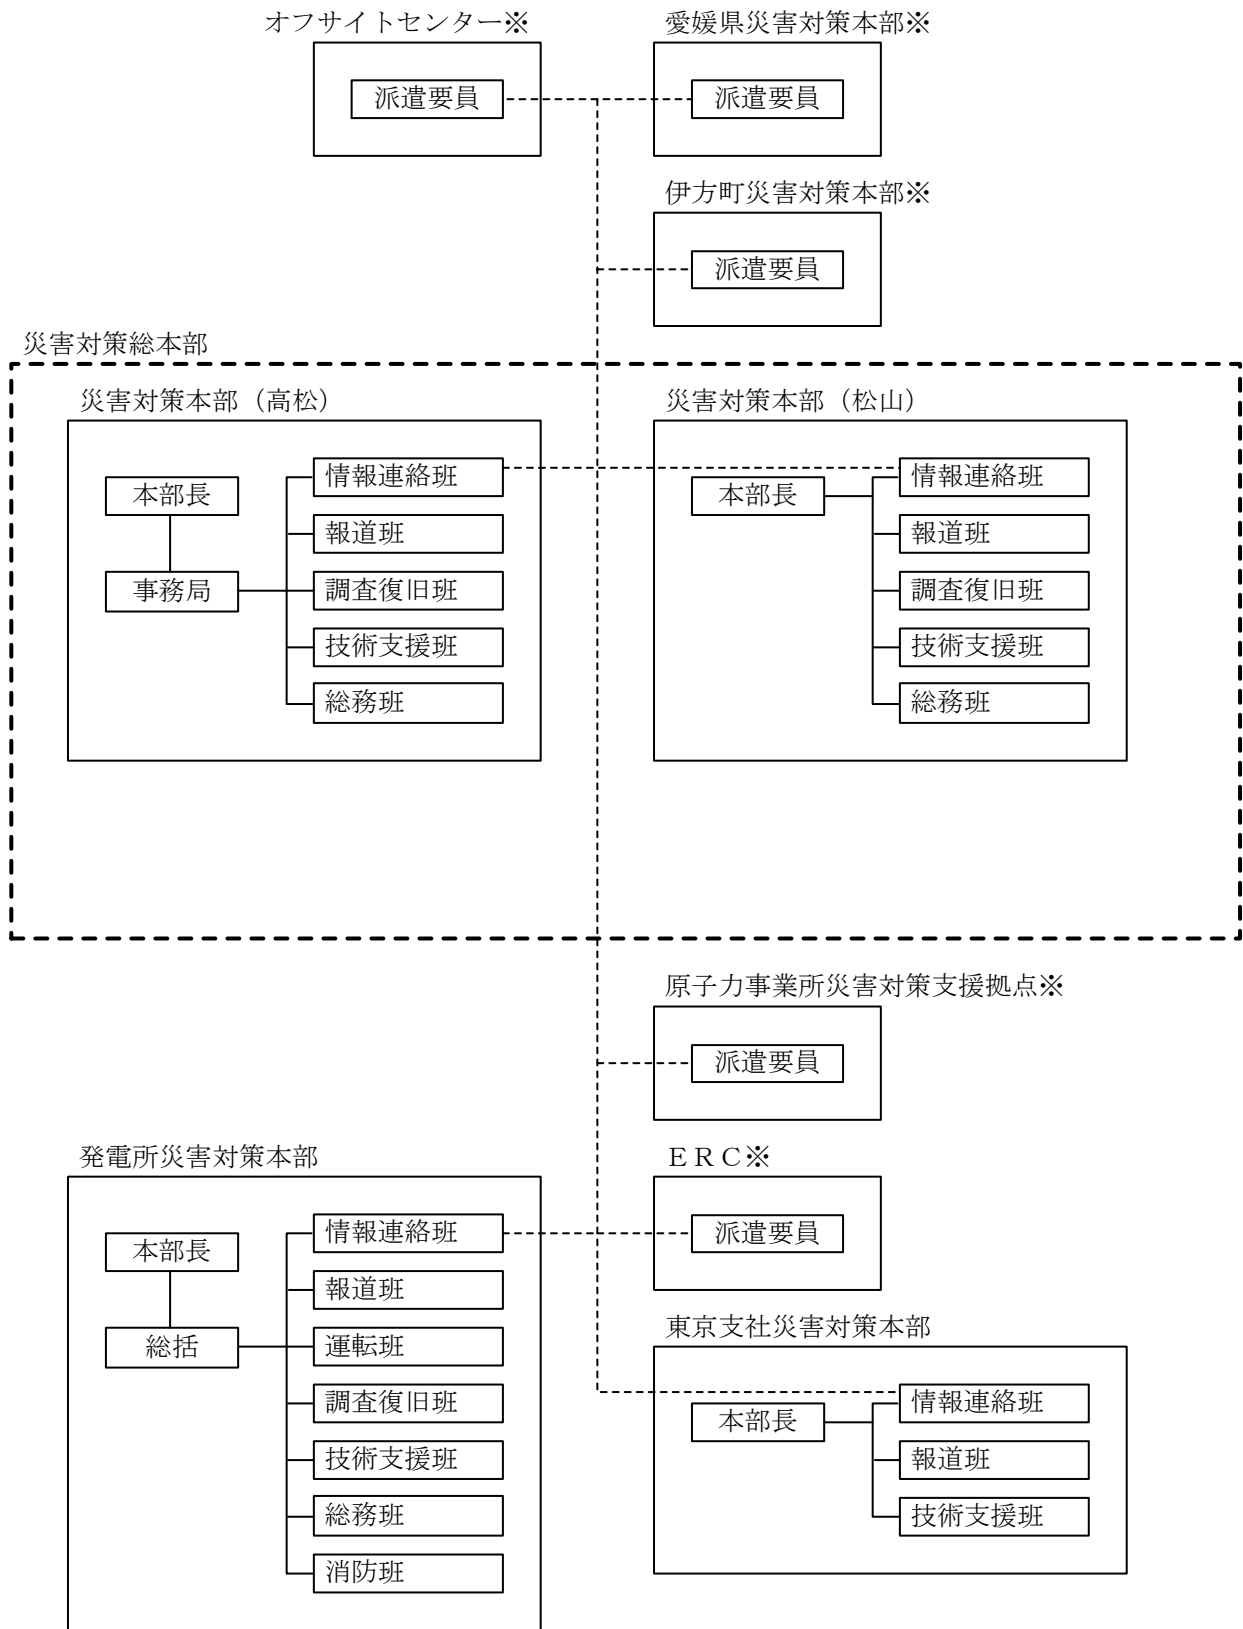 オフサイトセンター※
派遣要員
愛媛県災害対策本部※
派遣要員
伊方町災害対策本部※
派遣要員
災害対策総本部
災害対策本部（高松）
本部長
事務局
情報連絡班
報道班
調査復旧班
技術支援班
総務班
災害対策本部（松山）
本部長
情報連絡班
報道班
調査復旧班
技術支援班
総務班
原子力事業所災害対策支援拠点※
派遣要員
発電所災害対策本部
本部長
総括
情報連絡班
報道班
運転班
調査復旧班
技術支援班
総務班
消防班
ＥＲＣ※
派遣要員
東京支社災害対策本部
本部長
情報連絡班
報道班
技術支援班